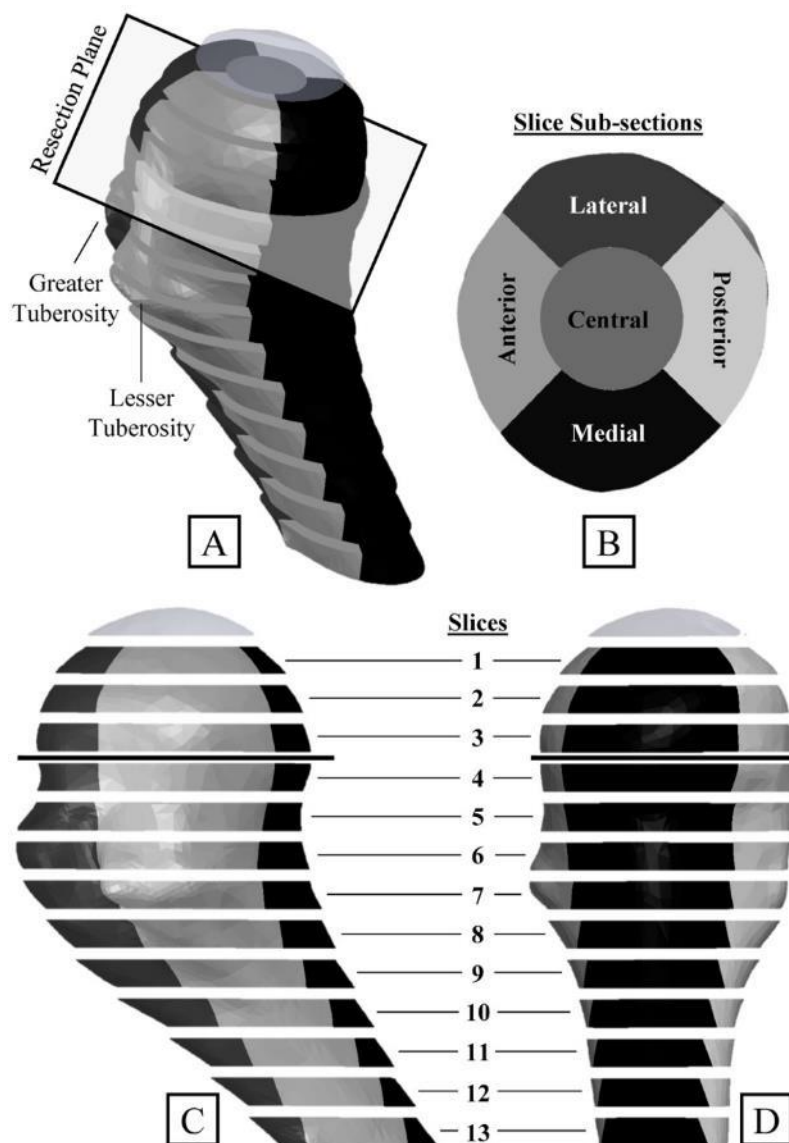 Resection Plane
Greater
Tuberosity
Lesser
Tuberosity
A
Slice Sub-sections
Lateral
Anterior
Central
Posterior
Medial
B
Slices
1
2
3
4
5
6
7
8
9
10
11
12
13
C
D